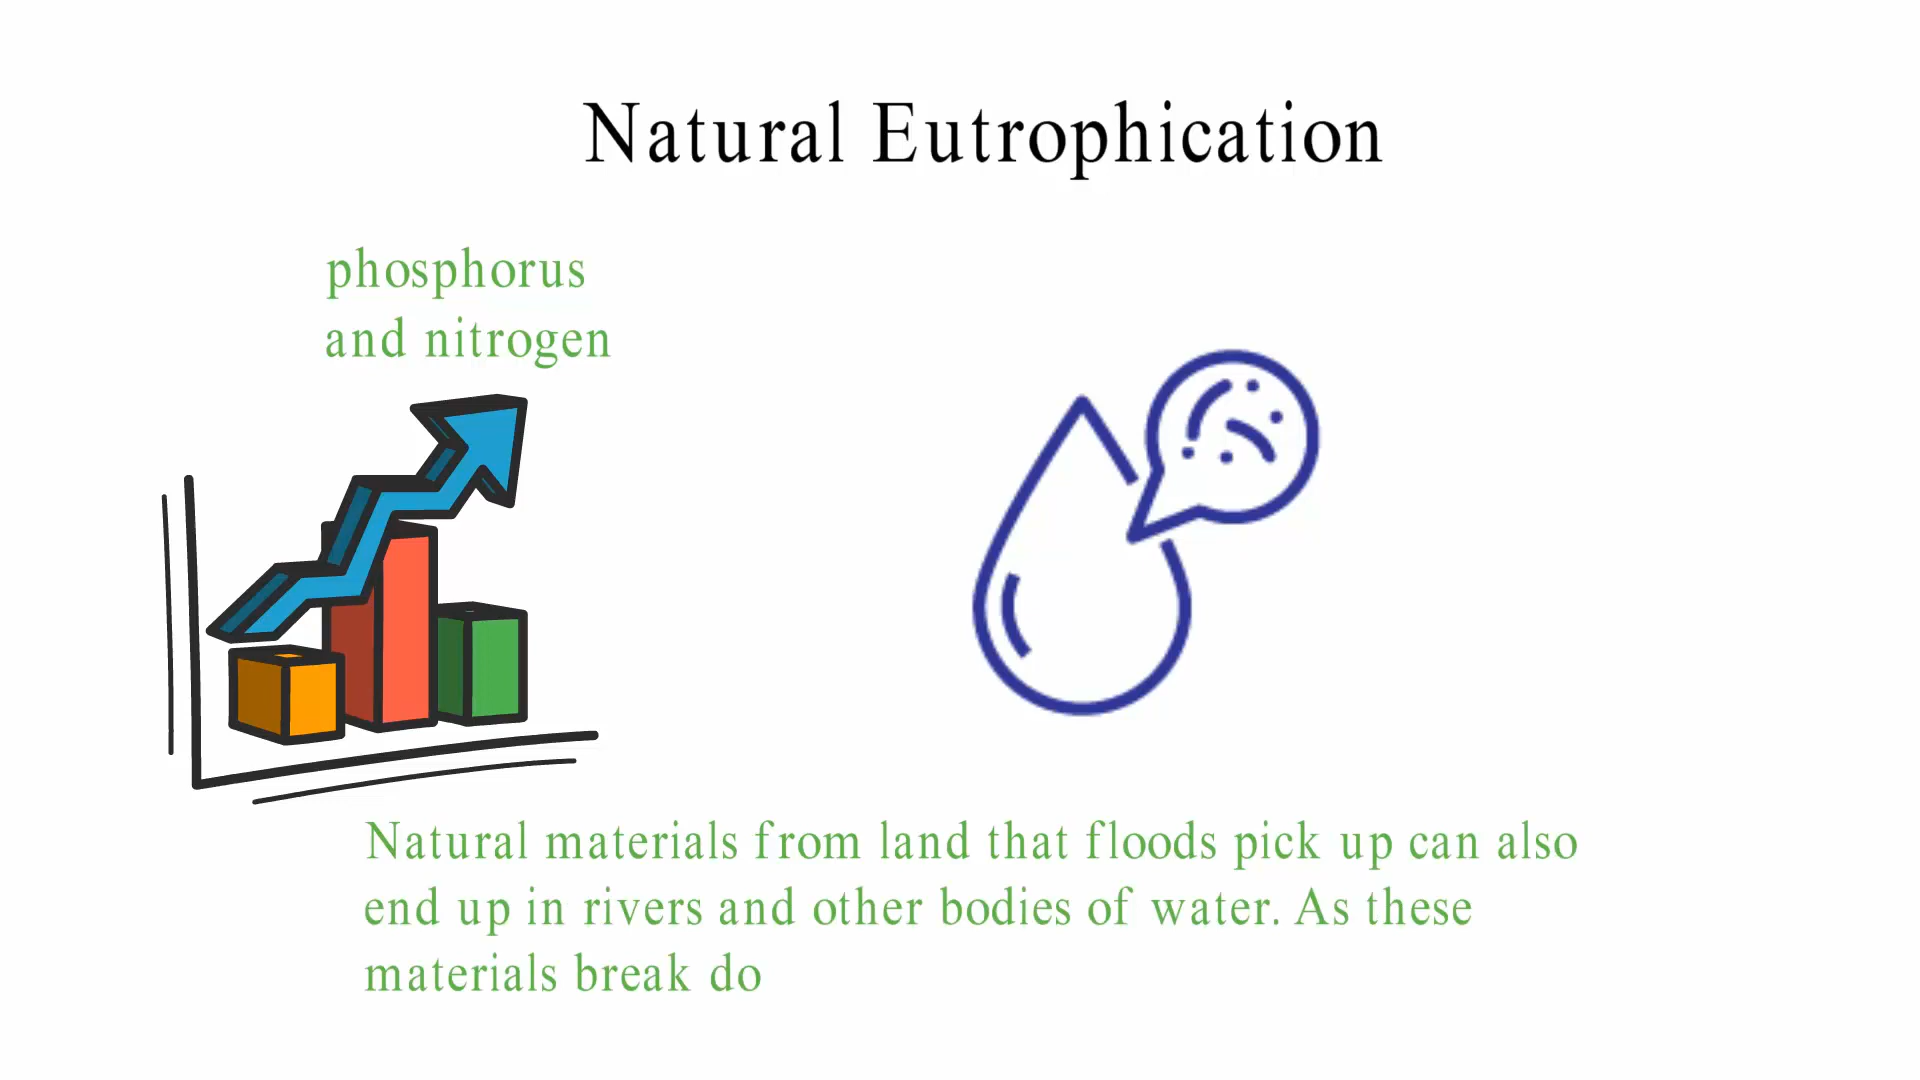 Natural Eutrophication
phosphorus
and nitrogen
Natural materials from land that floods pick up can also
end up in rivers and other bodies of water. As these
materials break do